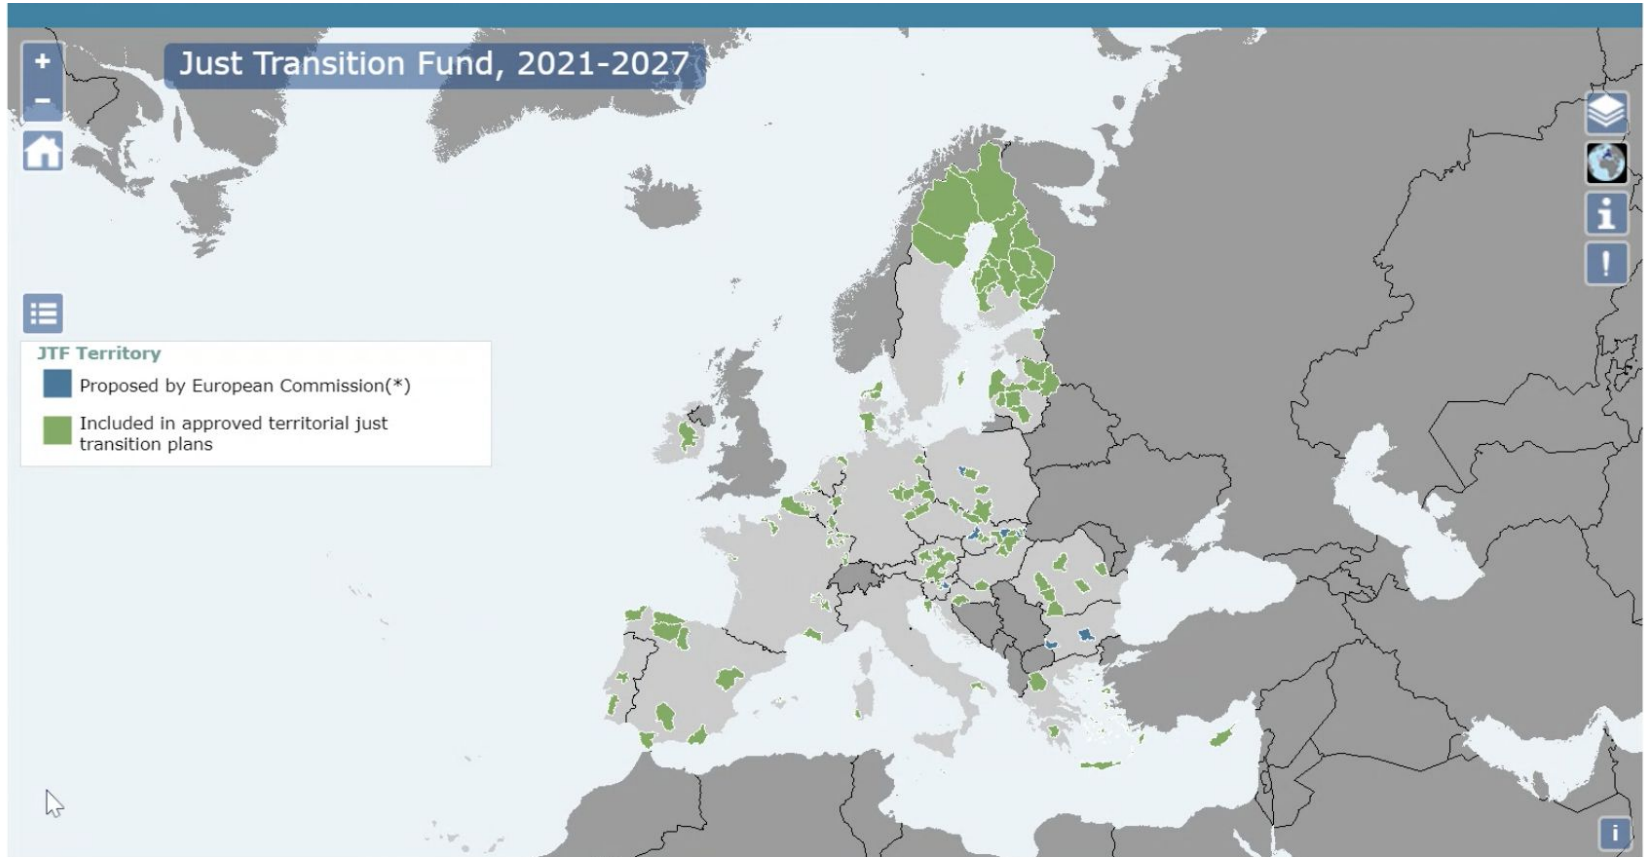 Just Transition Fund, 2021-2027
JTF Territory
Proposed by European Commission(*)
Included in approved territorial just
transition plans